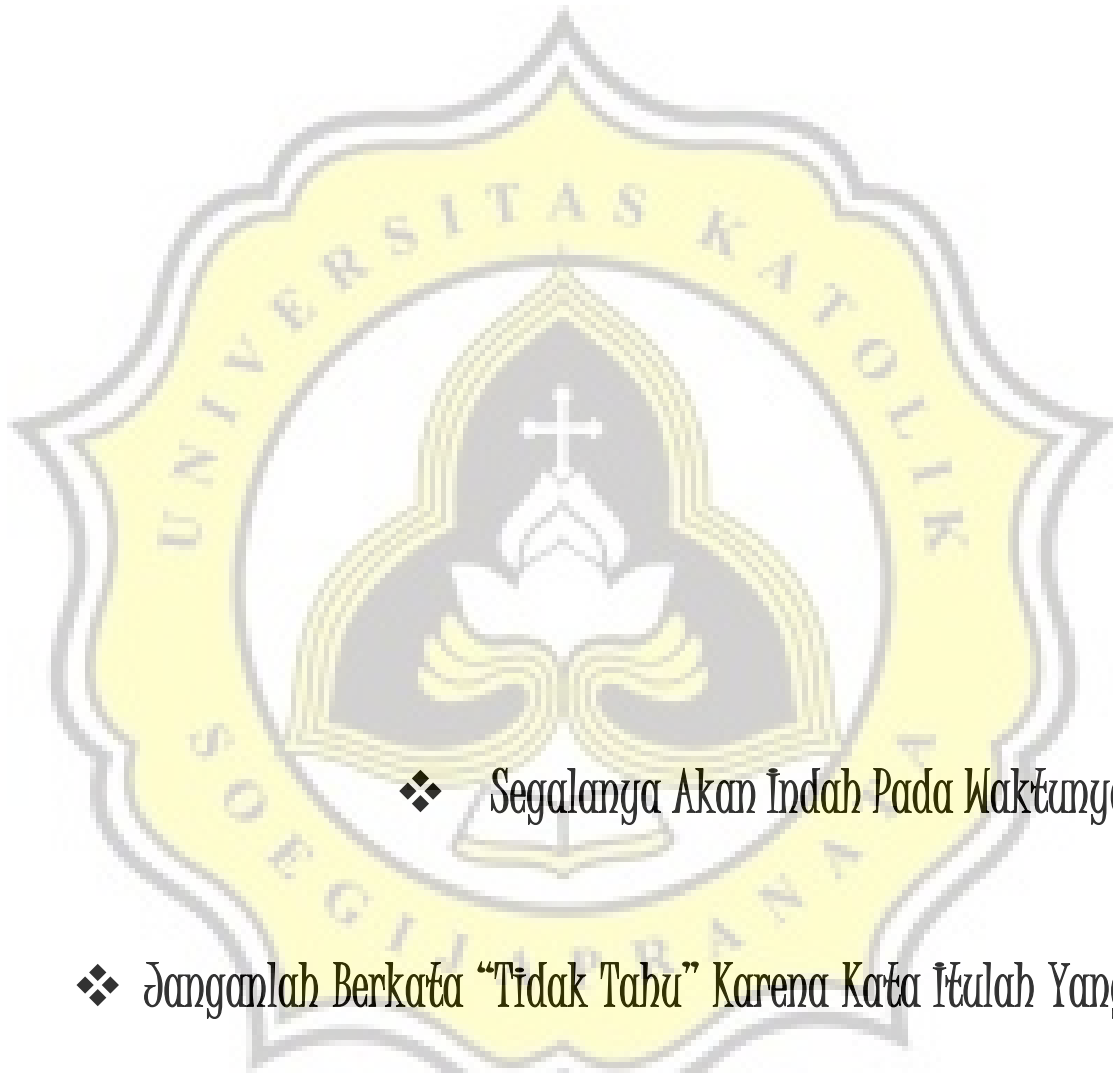 UNIVERSITAS KATOLIK
SOEGIJAPRANATA
❖ Segalanya Akan Indah Pada Waktunya
❖ Janganlah Berkata “Tidak Tahu” Karena Kata Itulah Yang